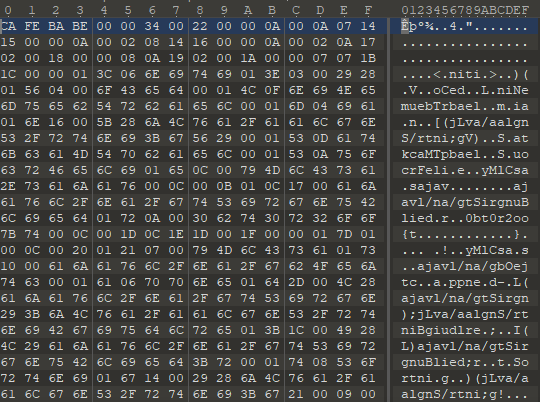 0 1 2 3 4 5 6 7 8 9 A B C D E F 0123456789ABCDEF
CA FE BA BE 00 00 34 00 22 00 00 0A 00 0A 07 14 Êþº¾..4.".......
15 00 00 0A 00 02 08 14 16 00 00 0A 00 02 0A 17 ................
02 00 18 00 00 08 0A 19 02 00 1A 00 00 07 07 1B ................
1C 00 00 01 3C 06 6E 69 74 69 01 3E 03 00 29 28 ....<.niti.>..)(
01 56 04 00 6F 43 65 64 00 01 4C 0F 6E 69 4E 65 .V..oCed..L.niNe
6D 75 65 62 54 72 62 61 65 6C 00 01 6D 04 69 61 muebTrbael..m.ia
01 6E 16 00 5B 28 6A 4C 76 61 2F 61 61 6C 67 6E .n..[(jLva/aalgn
53 2F 72 74 6E 69 3B 67 56 29 00 01 53 0D 61 74 S/rtni;gV)..S.at
6B 63 61 4D 54 70 62 61 65 6C 00 01 53 0A 75 6F kcaMTpbael..S.uo
63 72 46 65 6C 69 01 65 0C 00 79 4D 6C 43 73 61 crFeli.e..yMlCsa
2E 73 61 6A 61 76 00 0C 00 0B 01 0C 17 00 61 6A .sajav........aj
61 76 6C 2F 6E 61 2F 67 74 53 69 72 67 6E 75 42 avl/na/gtSirgnuB
6C 69 65 64 01 72 0A 00 30 62 74 30 72 32 6F 6F lied.r..0bt0r2oo
7B 74 00 0C 00 1D 0C 1E 1D 00 1F 00 00 01 7D 01 {t............}.
00 0C 00 20 01 21 07 00 79 4D 6C 43 73 61 01 73 ... .!..yMlCsa.s
10 00 61 6A 61 76 6C 2F 6E 61 2F 67 62 4F 65 6A ..ajavl/na/gbOej
74 63 00 01 61 06 70 70 6E 65 01 64 2D 00 4C 28 tc..a.ppne.d-.L(
61 6A 61 76 6C 2F 6E 61 2F 67 74 53 69 72 67 6E ajavl/na/gtSirgn
29 3B 6A 4C 76 61 2F 61 61 6C 67 6E 53 2F 72 74 );jLva/aalgnS/rt
6E 69 42 67 69 75 64 6C 72 65 01 3B 1C 00 49 28 niBgiudlre.;..I(
4C 29 61 6A 61 76 6C 2F 6E 61 2F 67 74 53 69 72 L)ajavl/na/gtSir
67 6E 75 42 6C 69 65 64 3B 72 00 01 74 08 53 6F gnuBlied;r..t.So
72 74 6E 69 01 67 14 00 29 28 6A 4C 76 61 2F 61 rtni.g..)(jLva/a
61 6C 67 6E 53 2F 72 74 6E 69 3B 67 21 00 09 00 algnS/rtni;g!...